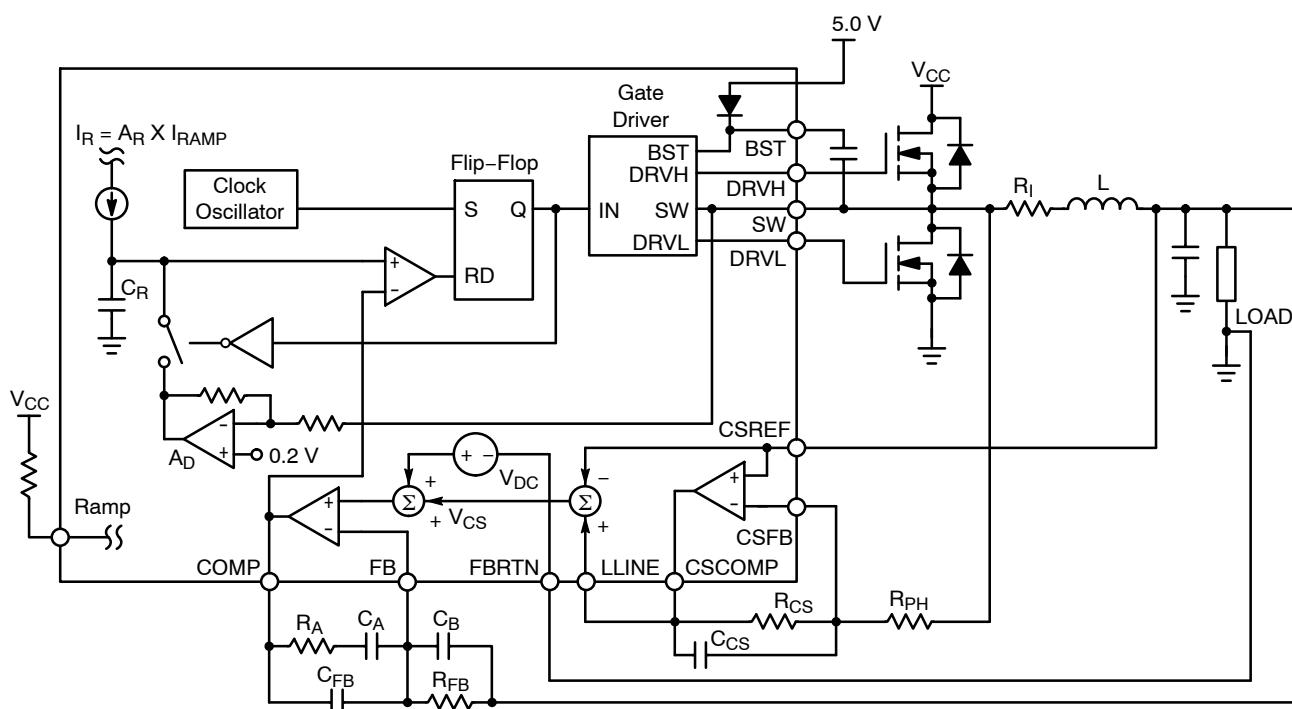 5.0 V
V_CC
Gate
Driver
I_R = A_R X I_RAMP
BST
BST
Flip–Flop
DRVH
DRVH
Clock
Oscillator
S
Q
IN
SW
SW
R_I
L
DRVL
DRVL
+
–
RD
C_R
LOAD
V_CC
–
+
A_D
0.2 V
CSREF
+ –
V_DC
–
+
–
Ramp
+
–
Σ
+
+
V_CS
Σ
+
CSFB
COMP
FB
FBRTN
LLINE
CSCOMP
R_A
C_A
C_B
R_CS
R_PH
C_CS
C_FB
R_FB